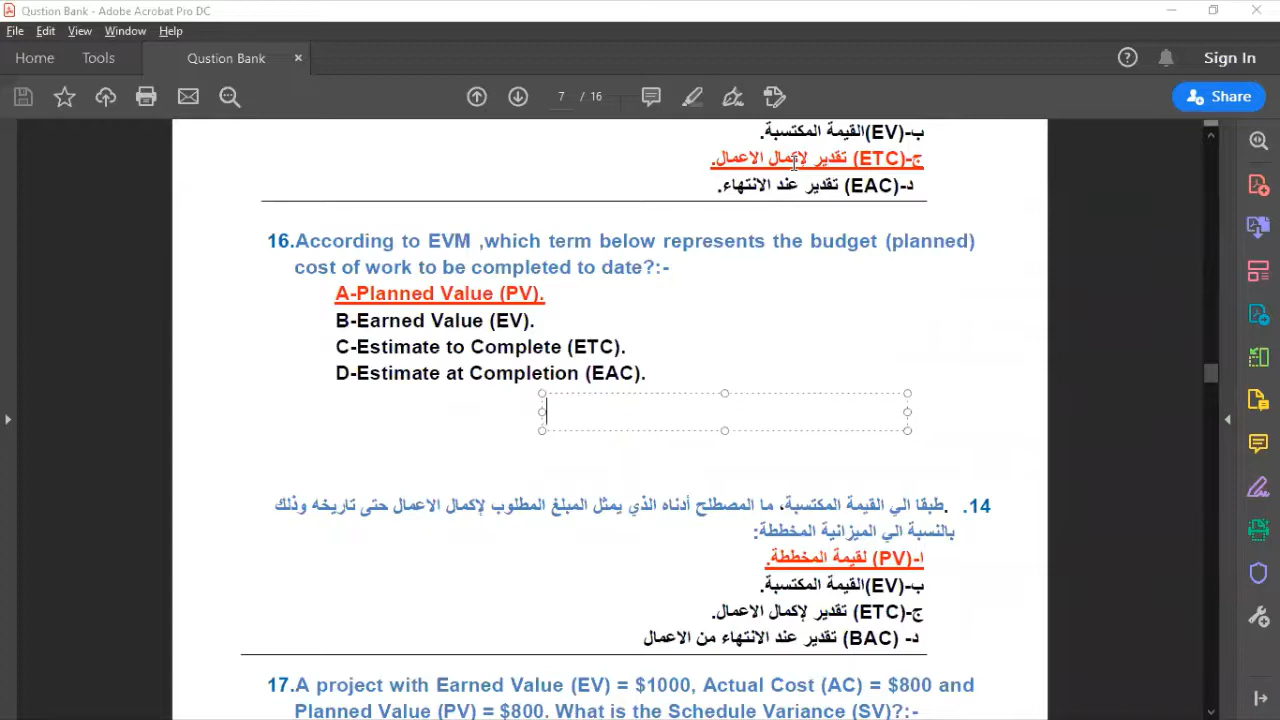 Qustion Bank - Adobe Acrobat Pro DC
File Edit View Window Help
Home Tools Qustion Bank × Sign In
7 / 16 Share
ب-(EV)القيمة المكتسبة.
ج-(ETC) تقدير لإكمال الاعمال.
د-(EAC) تقدير عند الانتهاء.
16.According to EVM ,which term below represents the budget (planned)
cost of work to be completed to date?:-
A-Planned Value (PV).
B-Earned Value (EV).
C-Estimate to Complete (ETC).
D-Estimate at Completion (EAC).
14. .طبقا الي القيمة المكتسبة، ما المصطلح أدناه الذي يمثل المبلغ المطلوب لإكمال الاعمال حتى تاريخه وذلك
بالنسبة الي الميزانية المخططة:
ا-(PV) لقيمة المخططة.
ب-(EV)القيمة المكتسبة.
ج-(ETC) تقدير لإكمال الاعمال.
د- (BAC) تقدير عند الانتهاء من الاعمال
17.A project with Earned Value (EV) = $1000, Actual Cost (AC) = $800 and
Planned Value (PV) = $800. What is the Schedule Variance (SV)?:-